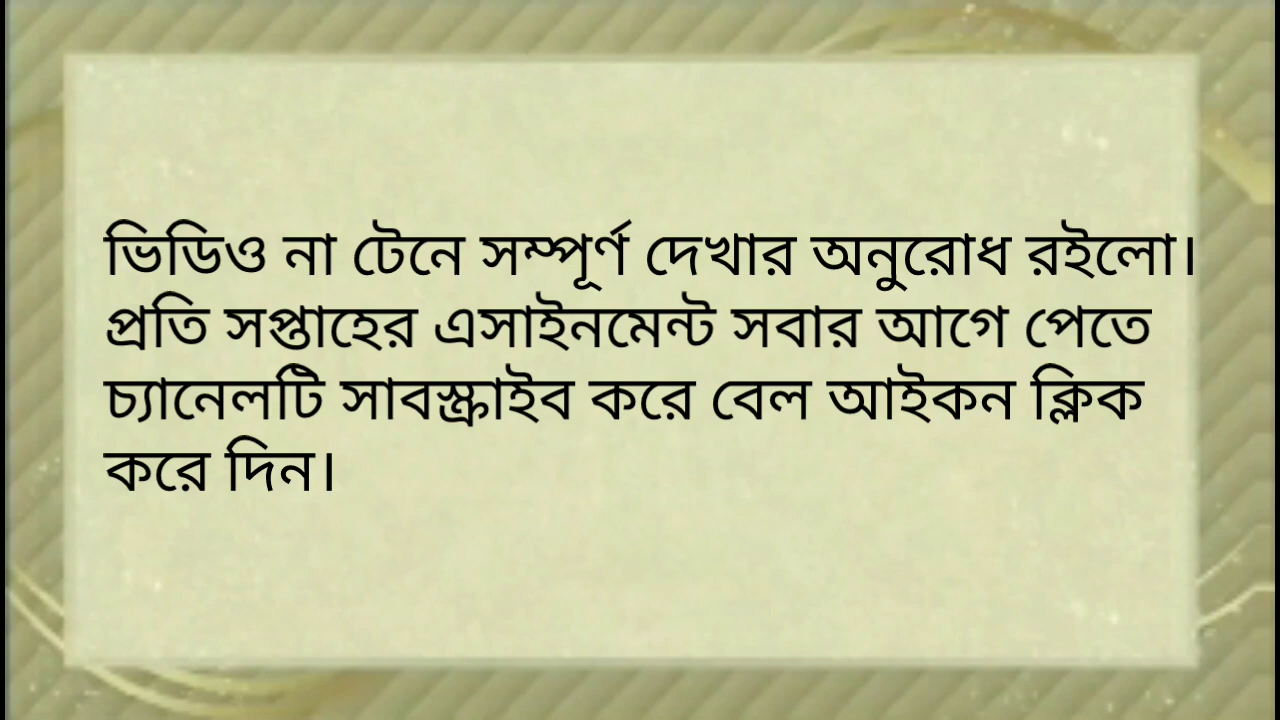 ভিডিও না টেনে সম্পূর্ণ দেখার অনুরোধ রইলো।
প্রতি সপ্তাহের এসাইনমেন্ট সবার আগে পেতে
চ্যানেলটি সাবস্ক্রাইব করে বেল আইকন ক্লিক
করে দিন।